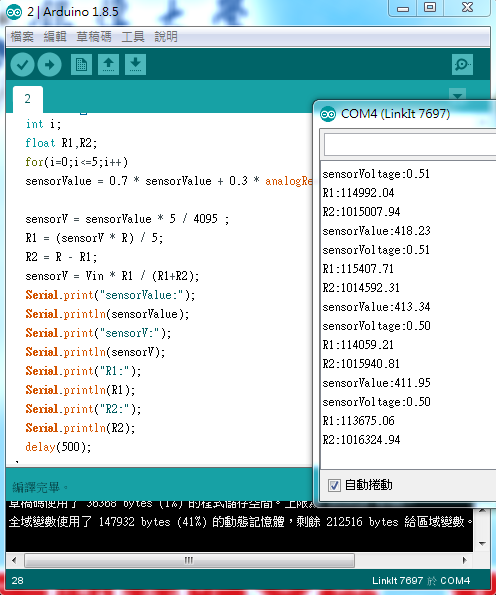 2 | Arduino 1.8.5
檔案 編輯 草稿碼 工具 說明
2
int i;
float R1,R2;
for(i=0;i<=5;i++)
sensorValue = 0.7 * sensorValue + 0.3 * analogRe
sensorV = sensorValue * 5 / 4095 ;
R1 = (sensorV * R) / 5;
R2 = R - R1;
sensorV = Vin * R1 / (R1+R2);
Serial.print("sensorValue:");
Serial.println(sensorValue);
Serial.print("sensorV:");
Serial.println(sensorV);
Serial.print("R1:");
Serial.println(R1);
Serial.print("R2:");
Serial.println(R2);
delay(500);
COM4 (LinkIt 7697)
sensorVoltage:0.51
R1:114992.04
R2:1015007.94
sensorValue:418.23
sensorVoltage:0.51
R1:115407.71
R2:1014592.31
sensorValue:413.34
sensorVoltage:0.50
R1:114059.21
R2:1015940.81
sensorValue:411.95
sensorVoltage:0.50
R1:113675.06
R2:1016324.94
自動捲動
編譯完畢。
草稿碼使用了 36368 bytes (1%) 的程式儲存空間。上限為
全域變數使用了 147932 bytes (41%) 的動態記憶體，剩餘 212516 bytes 給區域變數。
28
LinkIt 7697 於 COM4